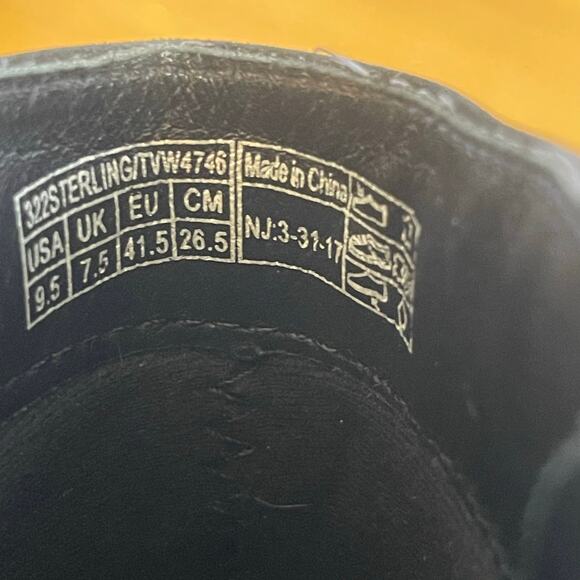 322STERLING/TVW4746
USA UK EU CM
9.5 7.5 41.5 26.5
Made in China
NJ:3-31-17